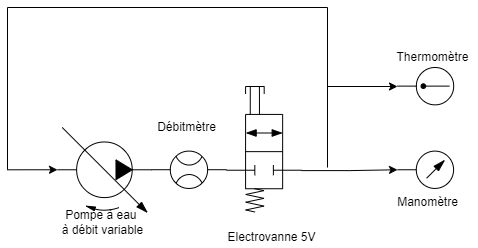 Thermomètre
Débitmètre
Manomètre
Pompe à eau
à débit variable
Electrovanne 5V